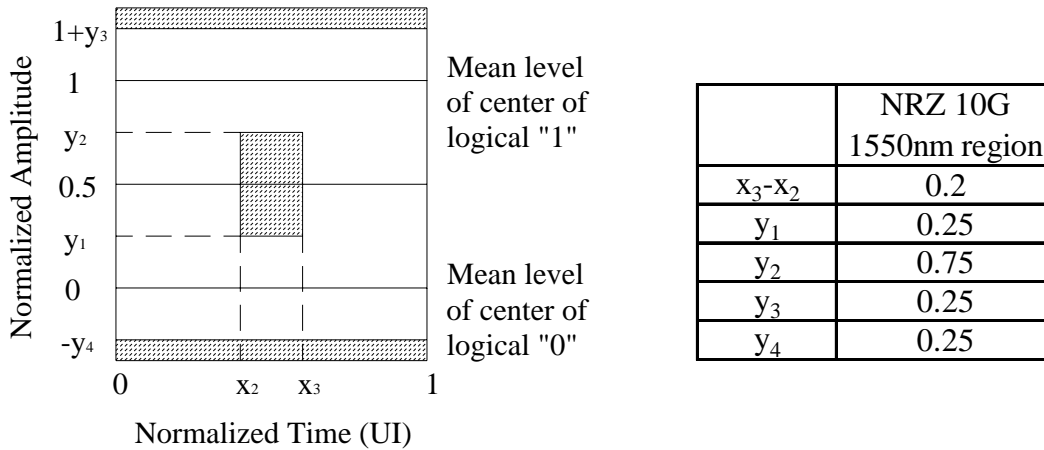 Normalized Amplitude
1+y3
1
y2
0.5
y1
0
-y4
0
x2
x3
1
Normalized Time (UI)
Mean level
of center of
logical "1"
Mean level
of center of
logical "0"
NRZ 10G
1550nm region
x3-x2 0.2
y1 0.25
y2 0.75
y3 0.25
y4 0.25